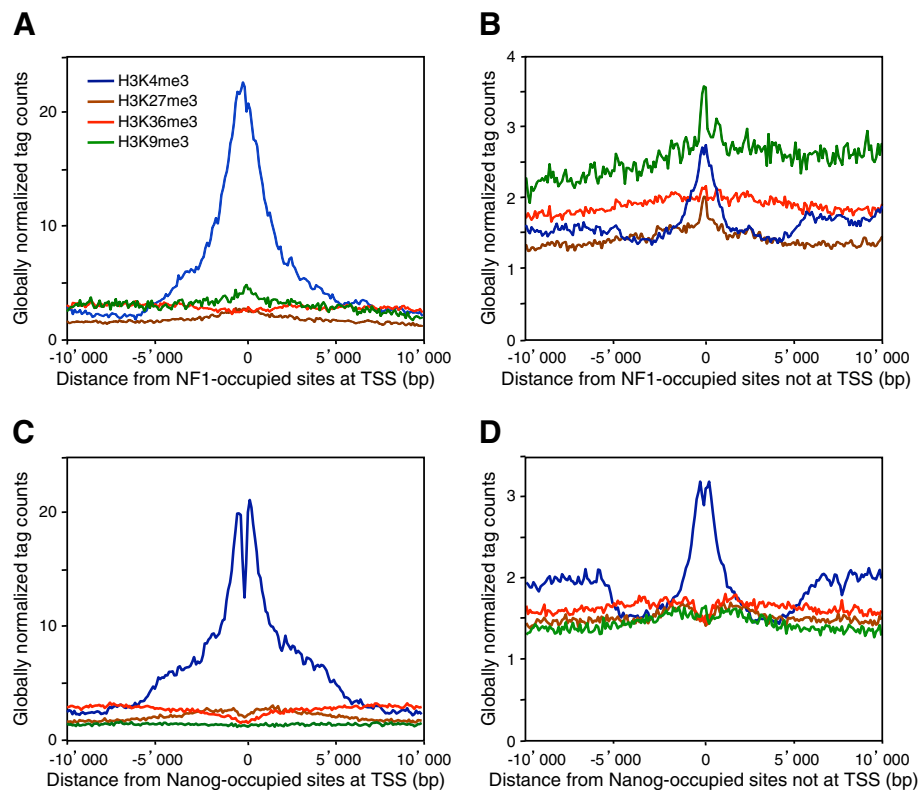 A
Globally normalized tag counts
20
10
0
H3K4me3
H3K27me3
H3K36me3
H3K9me3
-10’ 000 -5’ 000 0 5’ 000 10’ 000
Distance from NF1-occupied sites at TSS (bp)
B
Globally normalized tag counts
4
3
2
1
0
-10’ 000 -5’000 0 5’ 000 10’ 000
Distance from NF1-occupied sites not at TSS (bp)
C
Globally normalized tag counts
20
10
0
-10’ 000 -5’ 000 0 5’ 000 10’ 000
Distance from Nanog-occupied sites at TSS (bp)
D
Globally normalized tag counts
3
2
1
0
-10’ 000 -5’000 0 5’ 000 10’ 000
Distance from Nanog-occupied sites not at TSS (bp)